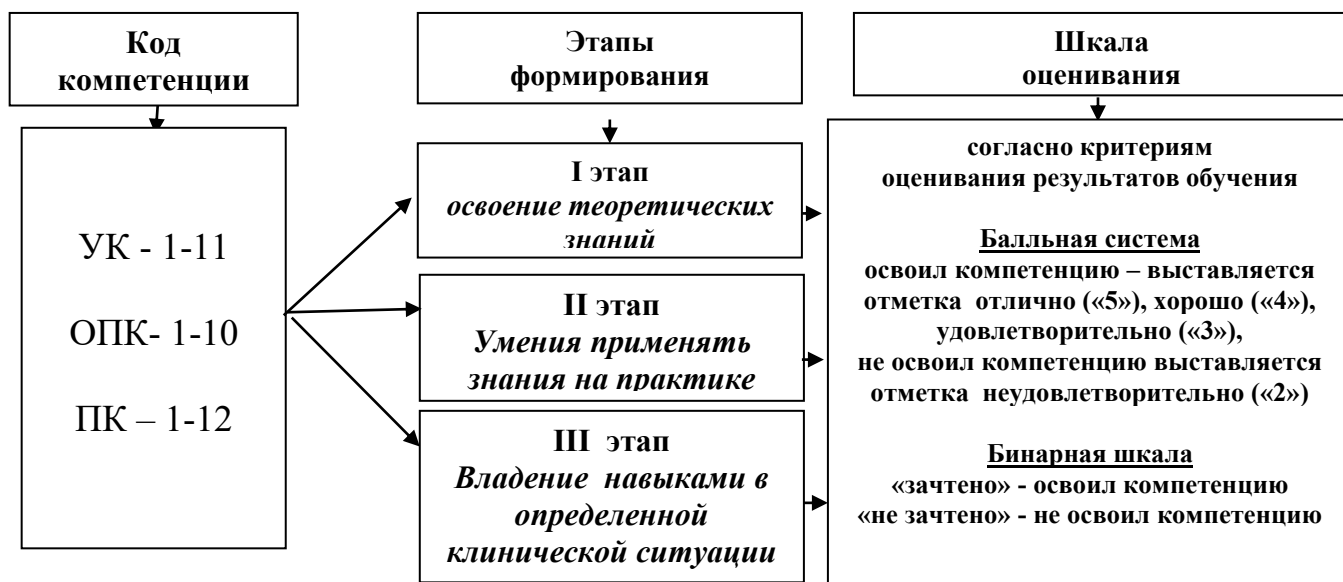 Код
компетенции
Этапы
формирования
Шкала
оценивания
УК - 1-11
ОПК- 1-10
ПК – 1-12
I этап
освоение теоретических
знаний
II этап
Умения применять
знания на практике
III этап
Владение навыками в
определенной
клинической ситуации
согласно критериям
оценивания результатов обучения
Балльная система
освоил компетенцию – выставляется
отметка отлично («5»), хорошо («4»),
удовлетворительно («3»),
не освоил компетенцию выставляется
отметка неудовлетворительно («2»)
Бинарная шкала
«зачтено» - освоил компетенцию
«не зачтено» - не освоил компетенцию